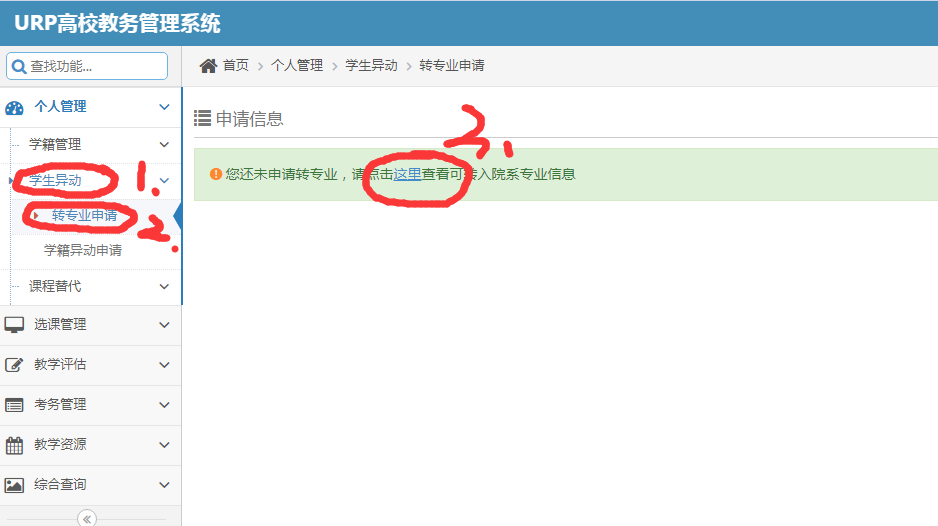 URP高校教务管理系统
查找功能...
首页 个人管理 学生异动 转专业申请
个人管理
学籍管理
学生异动
1.
转专业申请
2.
学籍异动申请
课程替代
选课管理
教学评估
考务管理
教学资源
综合查询
申请信息
3.
您还未申请转专业，请点击这里查看可转入院系专业信息